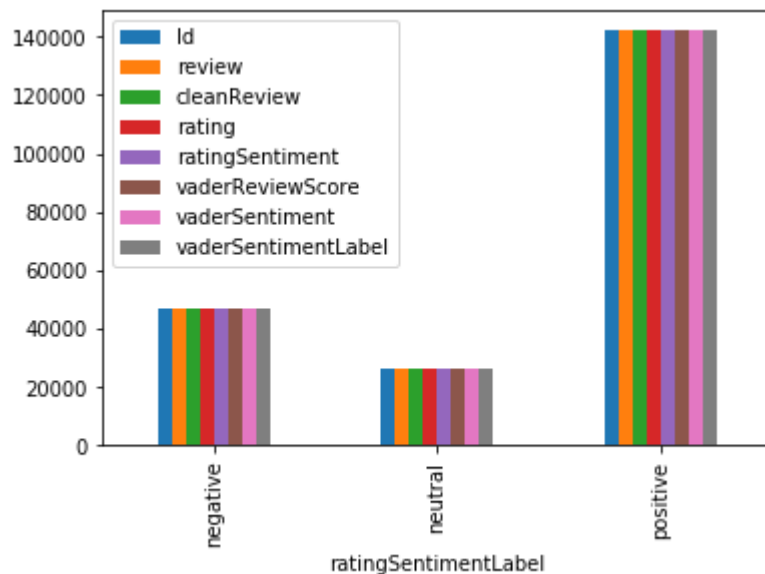 140000
120000
100000
80000
60000
40000
20000
0
Id
review
cleanReview
rating
ratingSentiment
vaderReviewScore
vaderSentiment
vaderSentimentLabel
negative
neutral
positive
ratingSentimentLabel